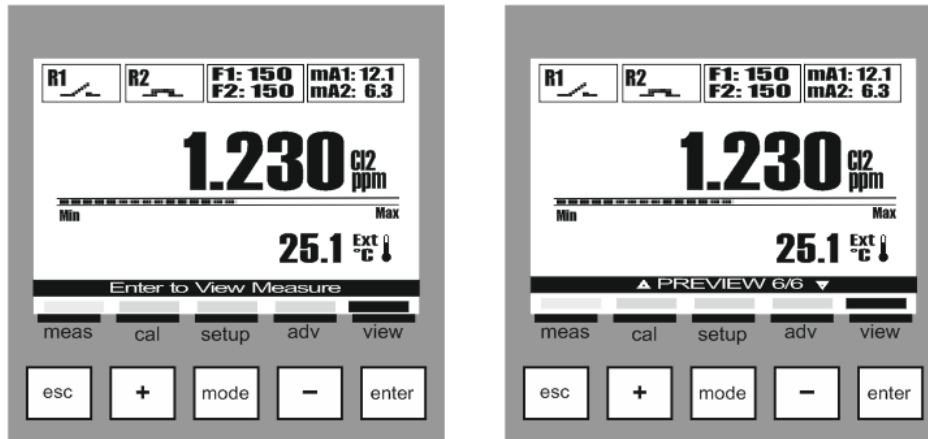 R1 R2 F1: 150 mA1: 12.1
F2: 150 mA2: 6.3
1.230 Cl2
ppm
Min Max
25.1 Ext
°C
Enter to View Measure
meas cal setup adv view
esc + mode − enter
R1 R2 F1: 150 mA1: 12.1
F2: 150 mA2: 6.3
1.230 Cl2
ppm
Min Max
25.1 Ext
°C
PREVIEW 6/6
meas cal setup adv view
esc + mode − enter